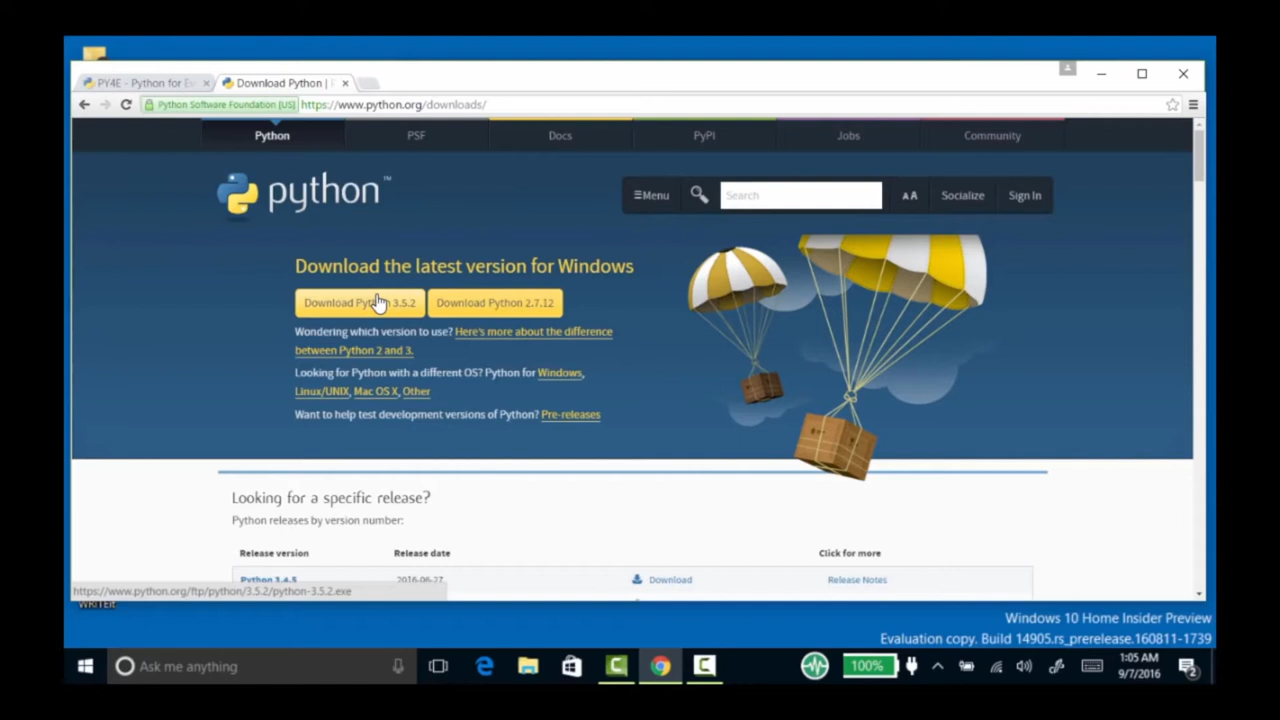 PY4E - Python for Ev
Download Python |
Python Software Foundation [US]
https://www.python.org/downloads/
Python
PSF
Docs
PyPI
Jobs
Community
python™
Menu
Search
AA
Socialize
Sign In
Download the latest version for Windows
Download Python 3.5.2
Download Python 2.7.12
Wondering which version to use? Here's more about the difference
between Python 2 and 3.
Looking for Python with a different OS? Python for Windows,
Linux/UNIX, Mac OS X, Other
Want to help test development versions of Python? Pre-releases
Looking for a specific release?
Python releases by version number:
Release version
Release date
Click for more
Python 3.4.5
2016-06-27
Download
Release Notes
https://www.python.org/ftp/python/3.5.2/python-3.5.2.exe
WRITEit
Windows 10 Home Insider Preview
Evaluation copy. Build 14905.rs_prerelease.160811-1739
Ask me anything
100%
1:05 AM
9/7/2016
2